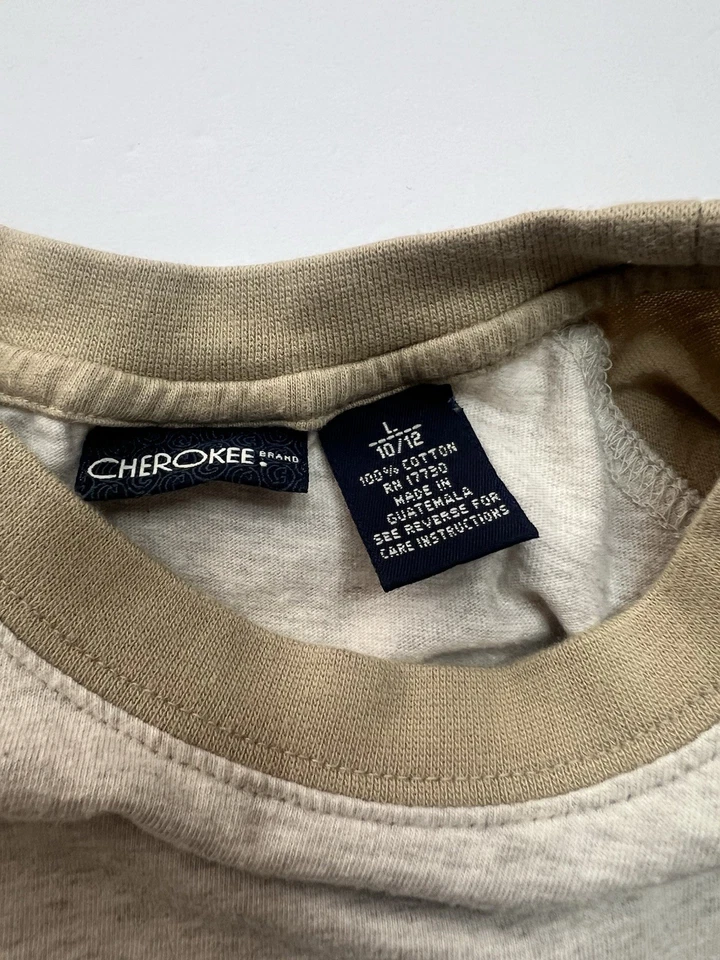 CHEROKEE BRAND
L
10/12
100% COTTON
RN 17730
MADE IN
GUATEMALA
SEE REVERSE FOR
CARE INSTRUCTIONS